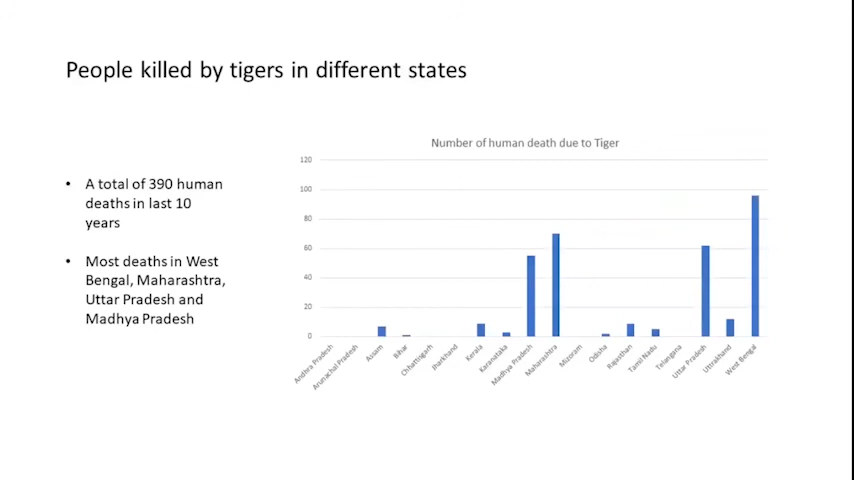 People killed by tigers in different states
• A total of 390 human
deaths in last 10
years
• Most deaths in West
Bengal, Maharashtra,
Uttar Pradesh and
Madhya Pradesh
Number of human death due to Tiger
120
100
80
60
40
20
0
Andhra Pradesh
Arunachal Pradesh
Assam
Bihar
Chhattisgarh
Jharkhand
Kerala
Karanataka
Madhya Pradesh
Maharashtra
Mizoram
Odisha
Rajasthan
Tamil Nadu
Telangana
Uttar Pradesh
Uttrakhand
West Bengal